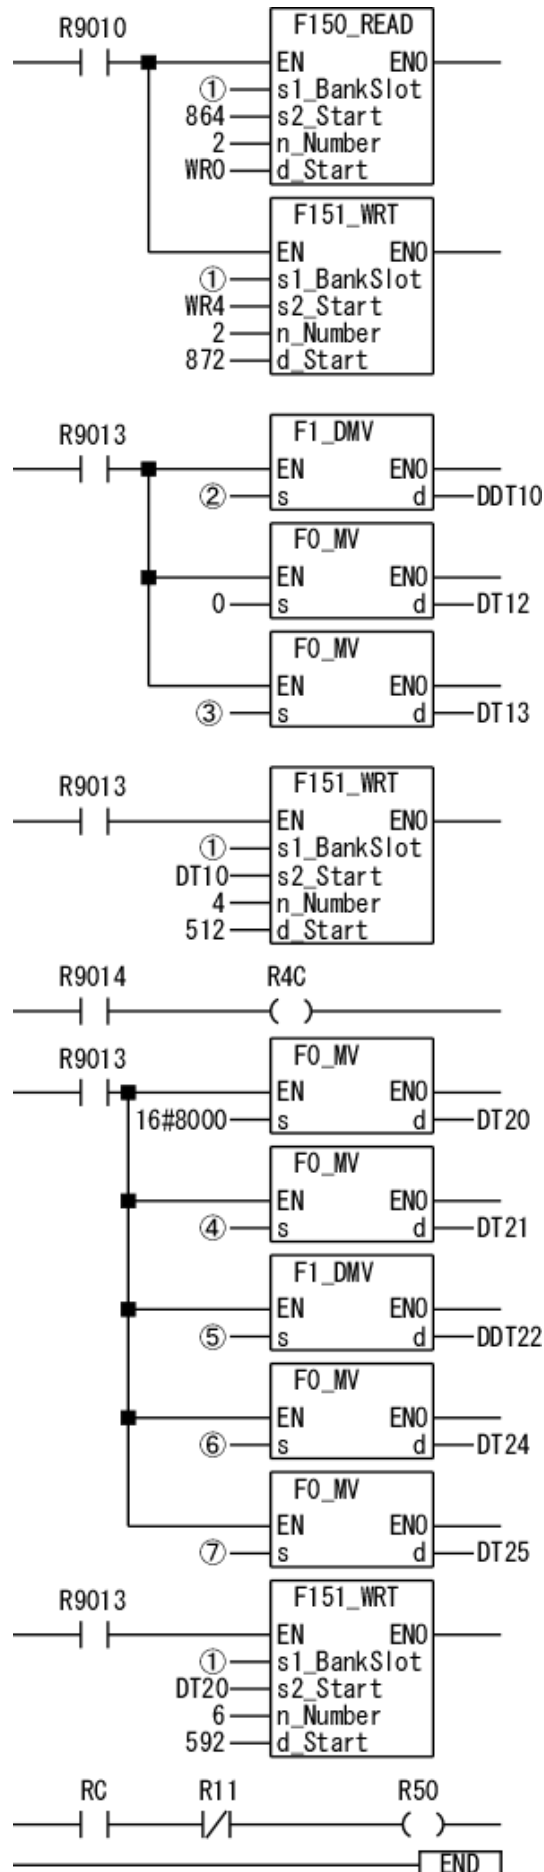 R9010
F150_READ
EN ENO
① s1_BankSlot
864 s2_Start
2 n_Number
WR0 d_Start
F151_WRT
EN ENO
① s1_BankSlot
WR4 s2_Start
2 n_Number
872 d_Start
R9013
F1_DMV
EN ENO
② s d DDT10
F0_MV
EN ENO
0 s d DT12
F0_MV
EN ENO
③ s d DT13
R9013
F151_WRT
EN ENO
① s1_BankSlot
DT10 s2_Start
4 n_Number
512 d_Start
R9014 R4C
R9013
F0_MV
EN ENO
16#8000 s d DT20
F0_MV
EN ENO
④ s d DT21
F1_DMV
EN ENO
⑤ s d DDT22
F0_MV
EN ENO
⑥ s d DT24
F0_MV
EN ENO
⑦ s d DT25
R9013
F151_WRT
EN ENO
① s1_BankSlot
DT20 s2_Start
6 n_Number
592 d_Start
RC R11 R50
END